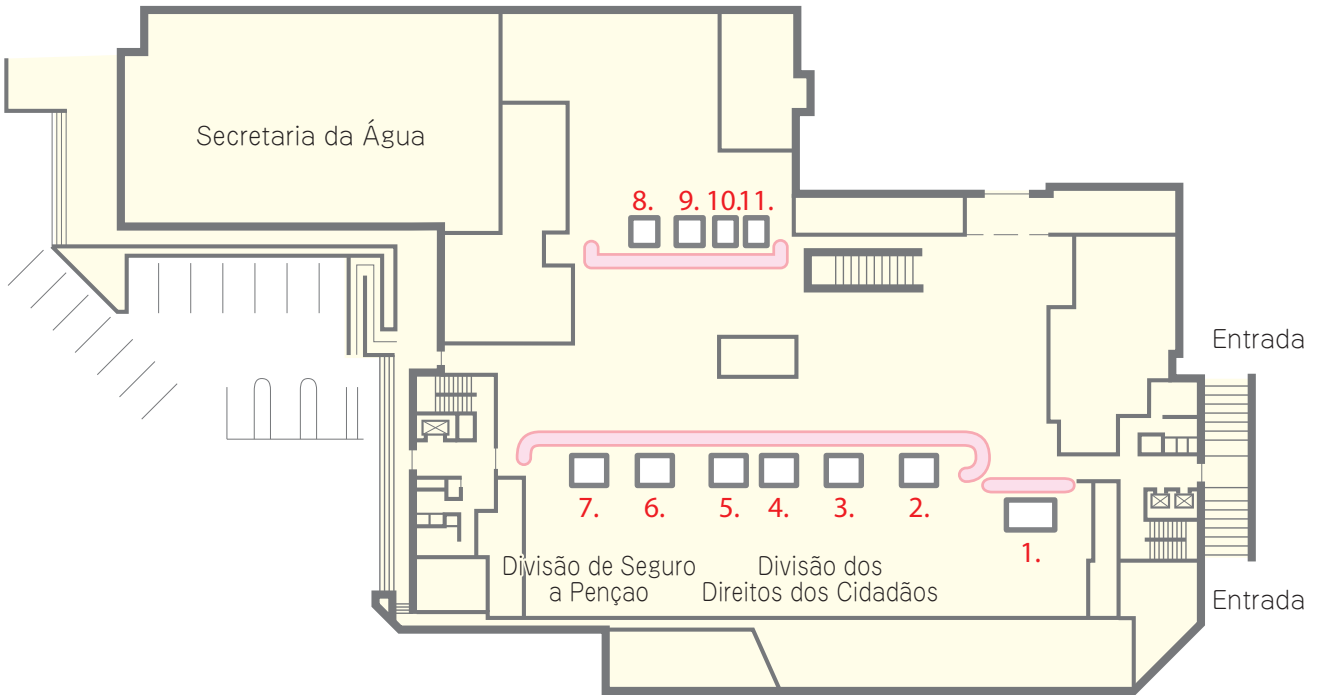 Secretaria da Água
8. 9. 10. 11.
Entrada
7. 6. 5. 4. 3. 2.
1.
Divisão de Seguro
a Pençao
Divisão dos
Direitos dos Cidadãos
Entrada